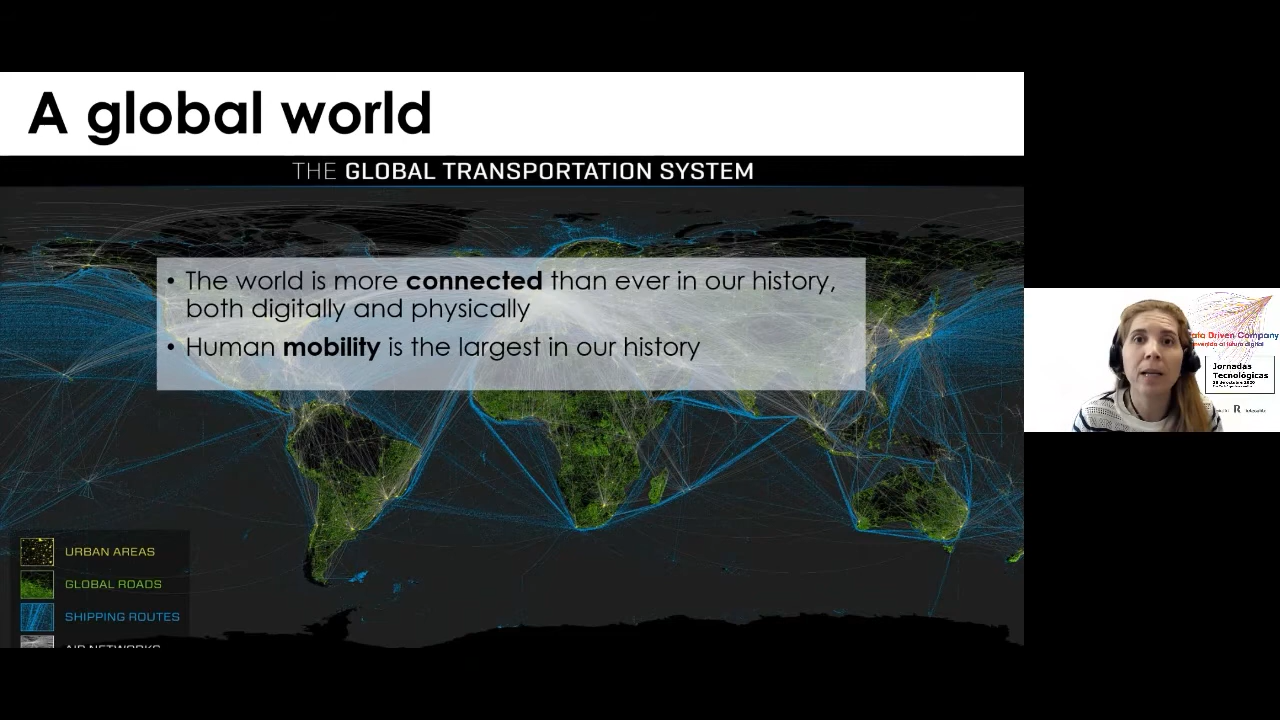 A global world
THE GLOBAL TRANSPORTATION SYSTEM
• The world is more connected than ever in our history,
both digitally and physically
• Human mobility is the largest in our history
URBAN AREAS
GLOBAL ROADS
SHIPPING ROUTES
AIR NETWORKS
Data Driven Company
Jornadas
Tecnológicas